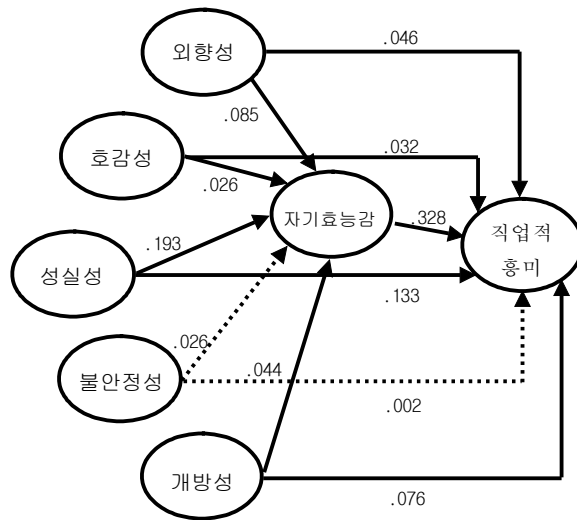 외향성
.046
.085
호감성
.032
.026
자기효능감
.328
직업적
흥미
.193
성실성
.133
.026
불안정성
.044
.002
개방성
.076